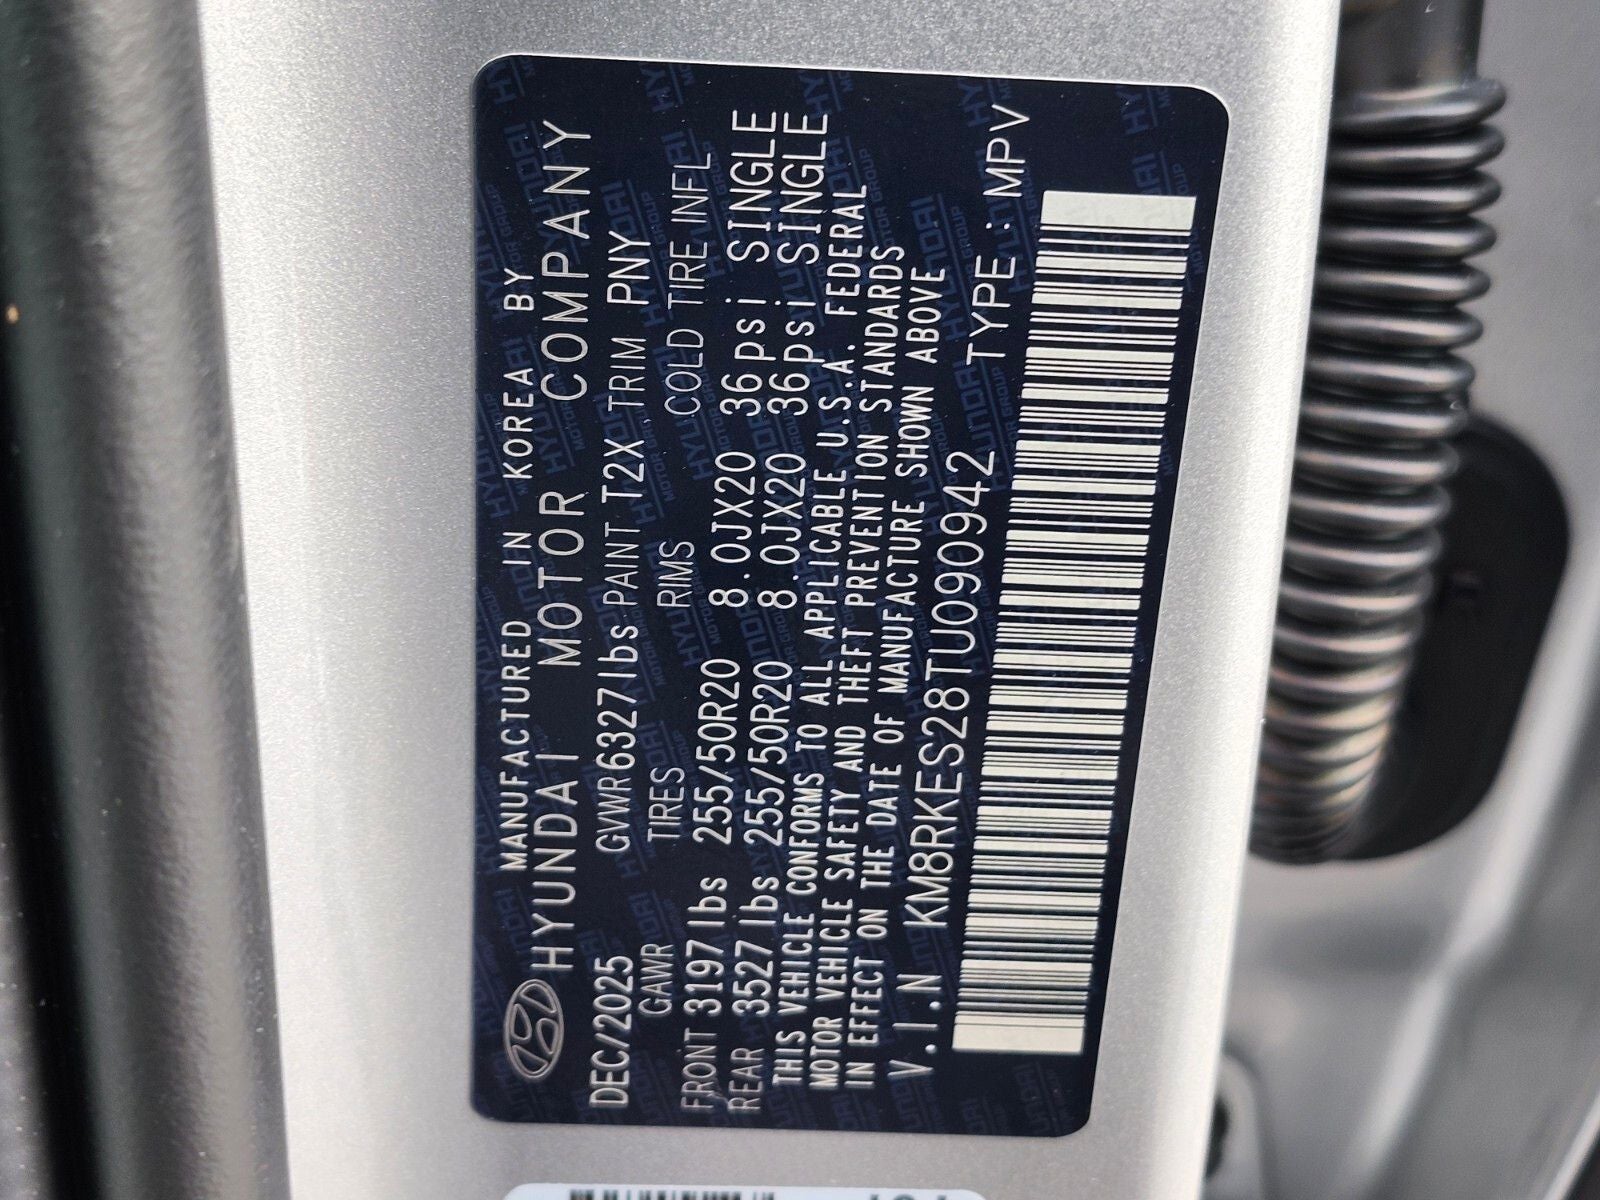 MANUFACTURED IN KOREA BY
HYUNDAI MOTOR COMPANY
DEC/2025 GVWR6327lbs PAINT T2X TRIM PNY
GAWR TIRES RIMS COLD TIRE INFL
FRONT 3197lbs 255/50R20 8.0JX20 36psi SINGLE
REAR 3527lbs 255/50R20 8.0JX20 36psi SINGLE
THIS VEHICLE CONFORMS TO ALL APPLICABLE U.S.A. FEDERAL
MOTOR VEHICLE SAFETY AND THEFT PREVENTION STANDARDS
IN EFFECT ON THE DATE OF MANUFACTURE SHOWN ABOVE
V.I.N KM8RKES28TU090942 TYPE:MPV